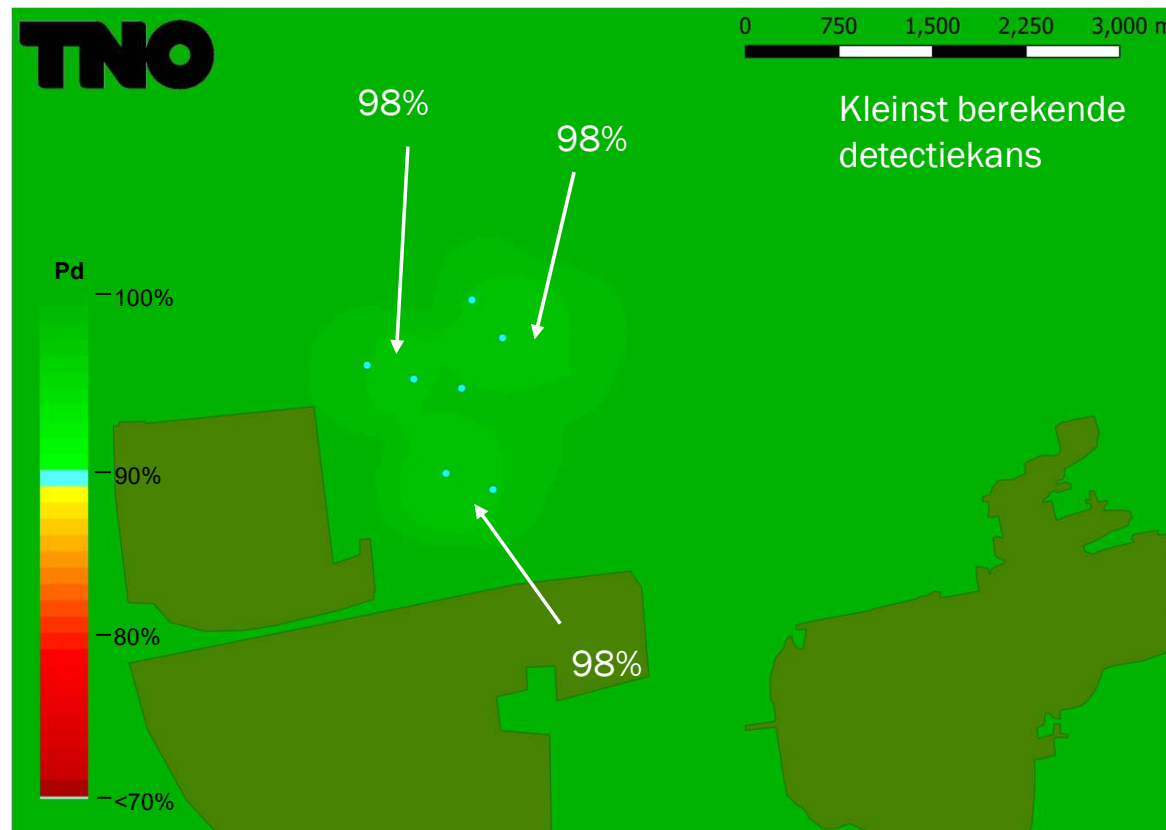 TNO
0 750 1,500 2,250 3,000 m
Kleinst berekende
detectiekans
98%
98%
Pd
100%
90%
80%
98%
<70%